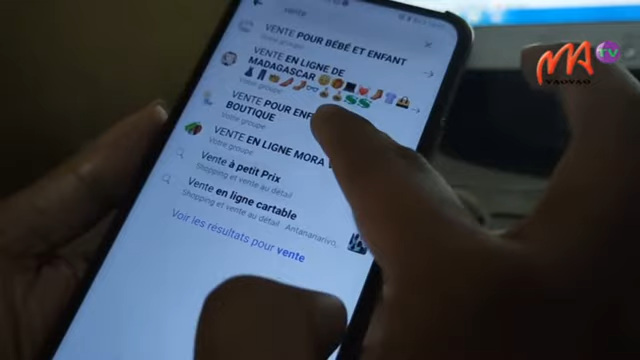 vente
VENTE POUR BÉBÉ ET ENFANT
Votre groupe
VENTE EN LIGNE DE
MADAGASCAR
Votre groupe
VENTE POUR
BOUTIQUE
Votre groupe
VENTE EN LIGNE MORA
Votre groupe
Vente à petit Prix
Shopping et vente au détail
Vente en ligne cartable
Shopping et vente au détail · Antananarivo...
Voir les résultats pour vente
MA tv
VAOVAO